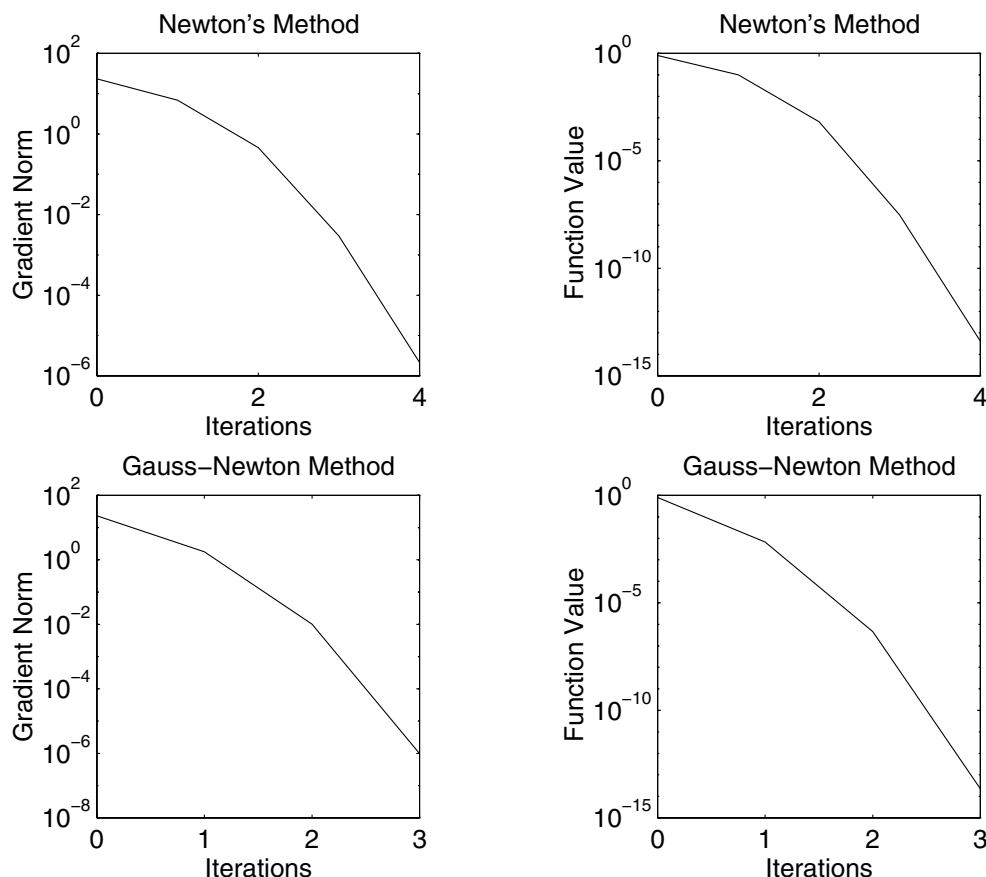 Newton's Method
Gradient Norm
10^2
10^0
10^−2
10^−4
10^−6
0 2 4
Iterations
Newton's Method
Function Value
10^0
10^−5
10^−10
10^−15
0 2 4
Iterations
Gauss−Newton Method
Gradient Norm
10^2
10^0
10^−2
10^−4
10^−6
10^−8
0 1 2 3
Iterations
Gauss−Newton Method
Function Value
10^0
10^−5
10^−10
10^−15
0 1 2 3
Iterations